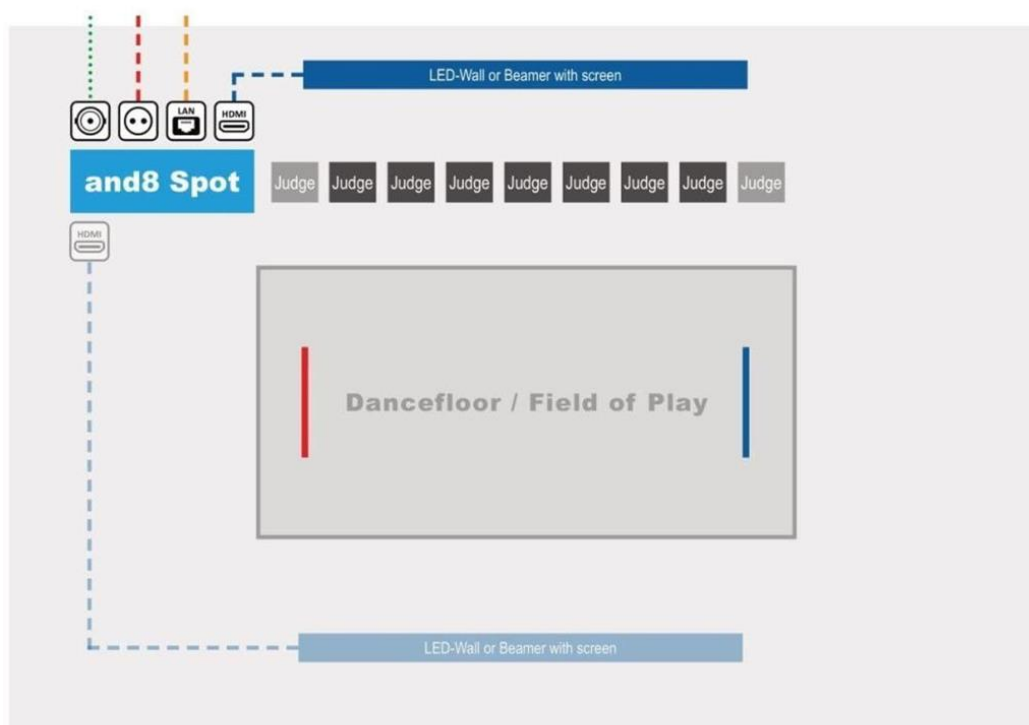 LED-Wall or Beamer with screen
LAN
HDMI
and8 Spot
Judge Judge Judge Judge Judge Judge Judge Judge Judge
HDMI
Dancefloor / Field of Play
LED-Wall or Beamer with screen